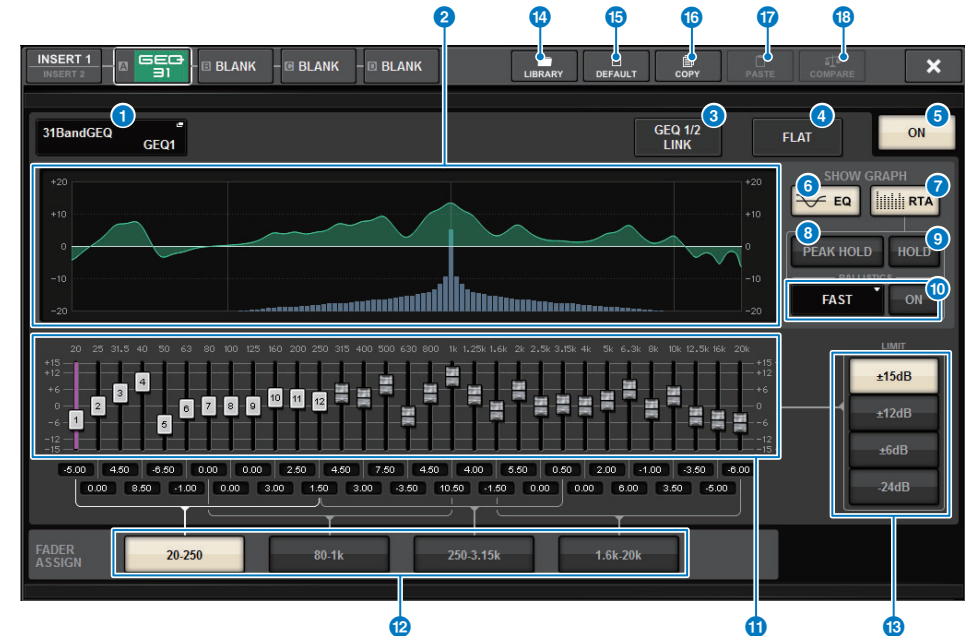 2 14 15 16 17 18
INSERT 1 INSERT 2 A GEQ 31 B BLANK C BLANK D BLANK LIBRARY DEFAULT COPY PASTE COMPARE
1 3 4 5
31BandGEQ GEQ1 GEQ 1/2 LINK FLAT ON
SHOW GRAPH
6 EQ 7 RTA
8 9
PEAK HOLD HOLD
BALLISTICS
10
FAST ON
+20 +20
+10 +10
0 0
-10 -10
-20 -20
20 25 31.5 40 50 63 80 100 125 160 200 250 315 400 500 630 800 1k 1.25k 1.6k 2k 2.5k 3.15k 4k 5k 6.3k 8k 10k 12.5k 16k 20k
+15 +15
+12 +12
+6 +6
0 0
-6 -6
-12 -12
-15 -15
1 2 3 4 5 6 7 8 9 10 11 12
LIMIT
±15dB
±12dB
±6dB
-24dB
-5.00 4.50 -6.50 0.00 0.00 2.50 4.50 7.50 4.50 4.00 5.50 0.50 2.00 -1.00 -3.50 -6.00
0.00 8.50 -1.00 0.00 3.00 1.50 3.00 -3.50 10.50 -1.50 0.00 0.00 6.00 3.50 -5.00
FADER ASSIGN 20-250 80-1k 250-3.15k 1.6k-20k
12 11 13